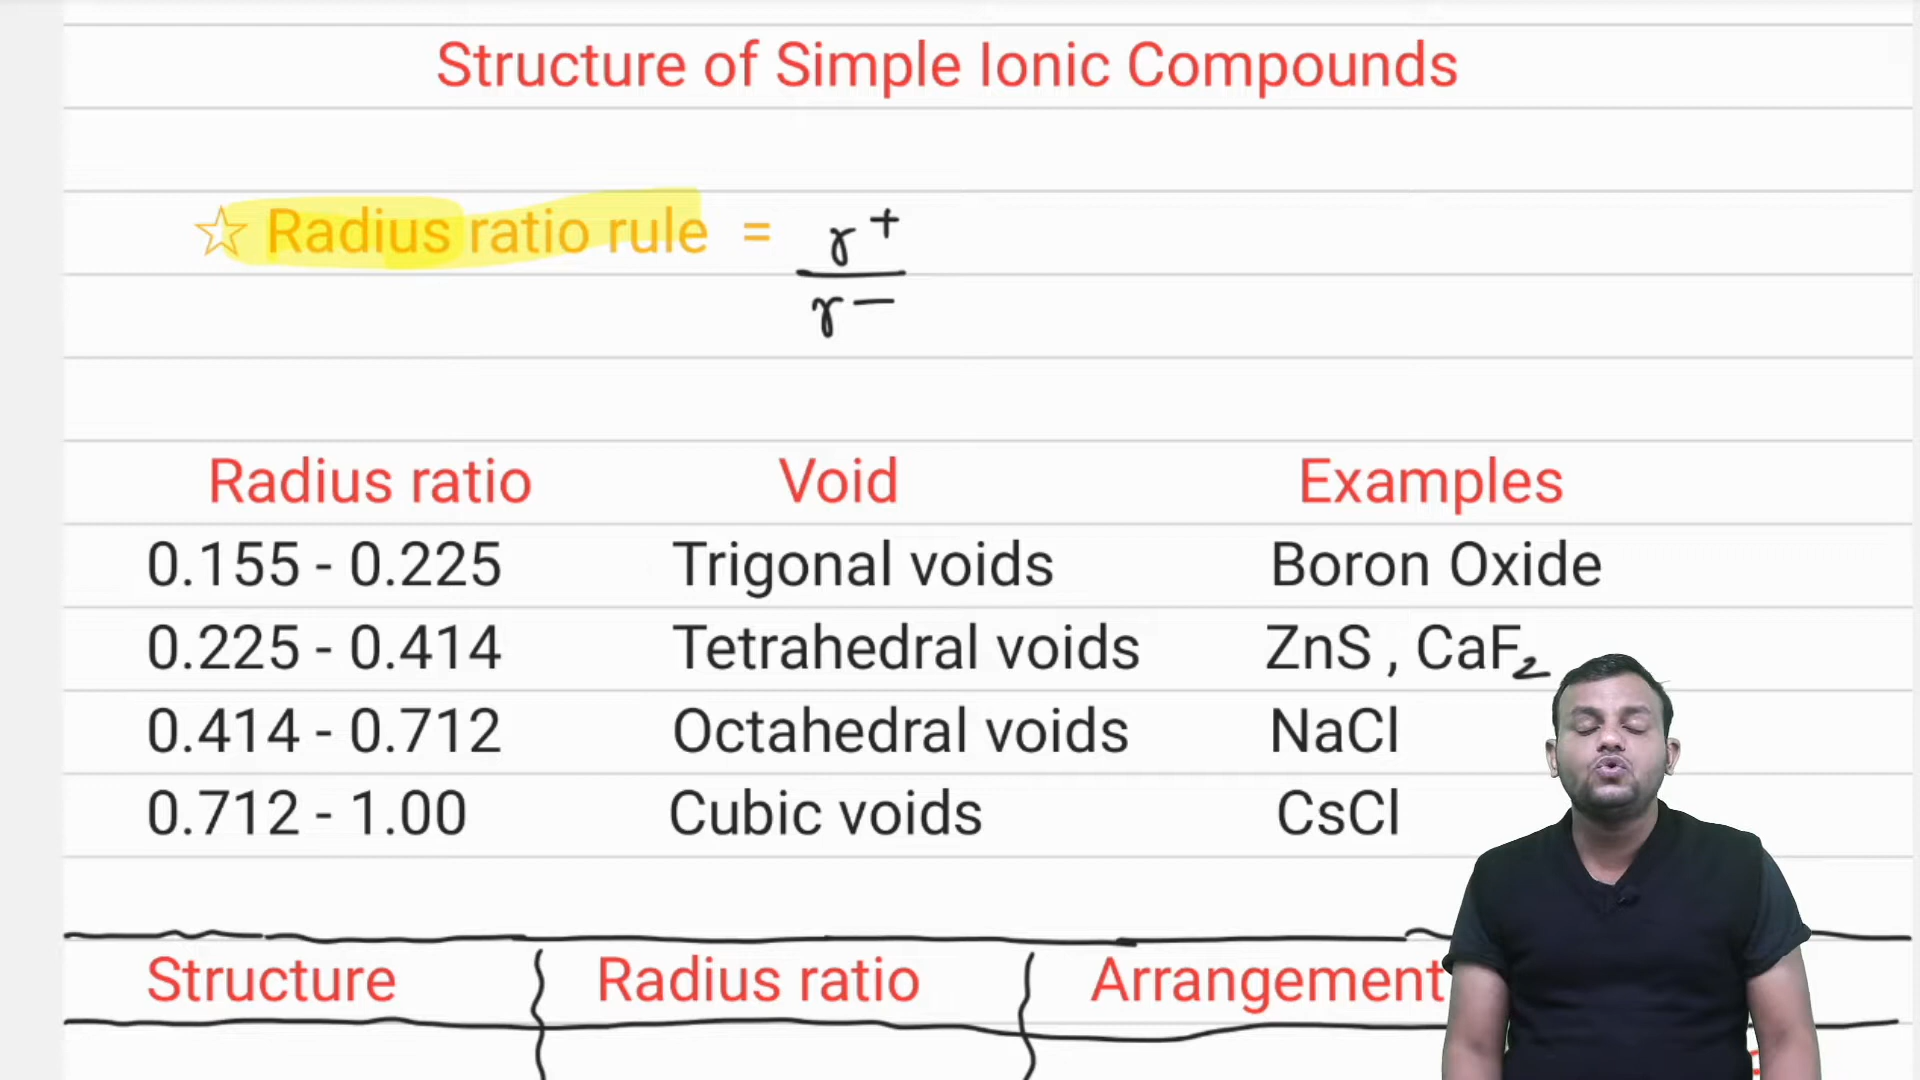 Structure of Simple Ionic Compounds
☆ Radius ratio rule = r⁺
r⁻
Radius ratio Void Examples
0.155 - 0.225 Trigonal voids Boron Oxide
0.225 - 0.414 Tetrahedral voids ZnS , CaF₂
0.414 - 0.712 Octahedral voids NaCl
0.712 - 1.00 Cubic voids CsCl
Structure Radius ratio Arrangement